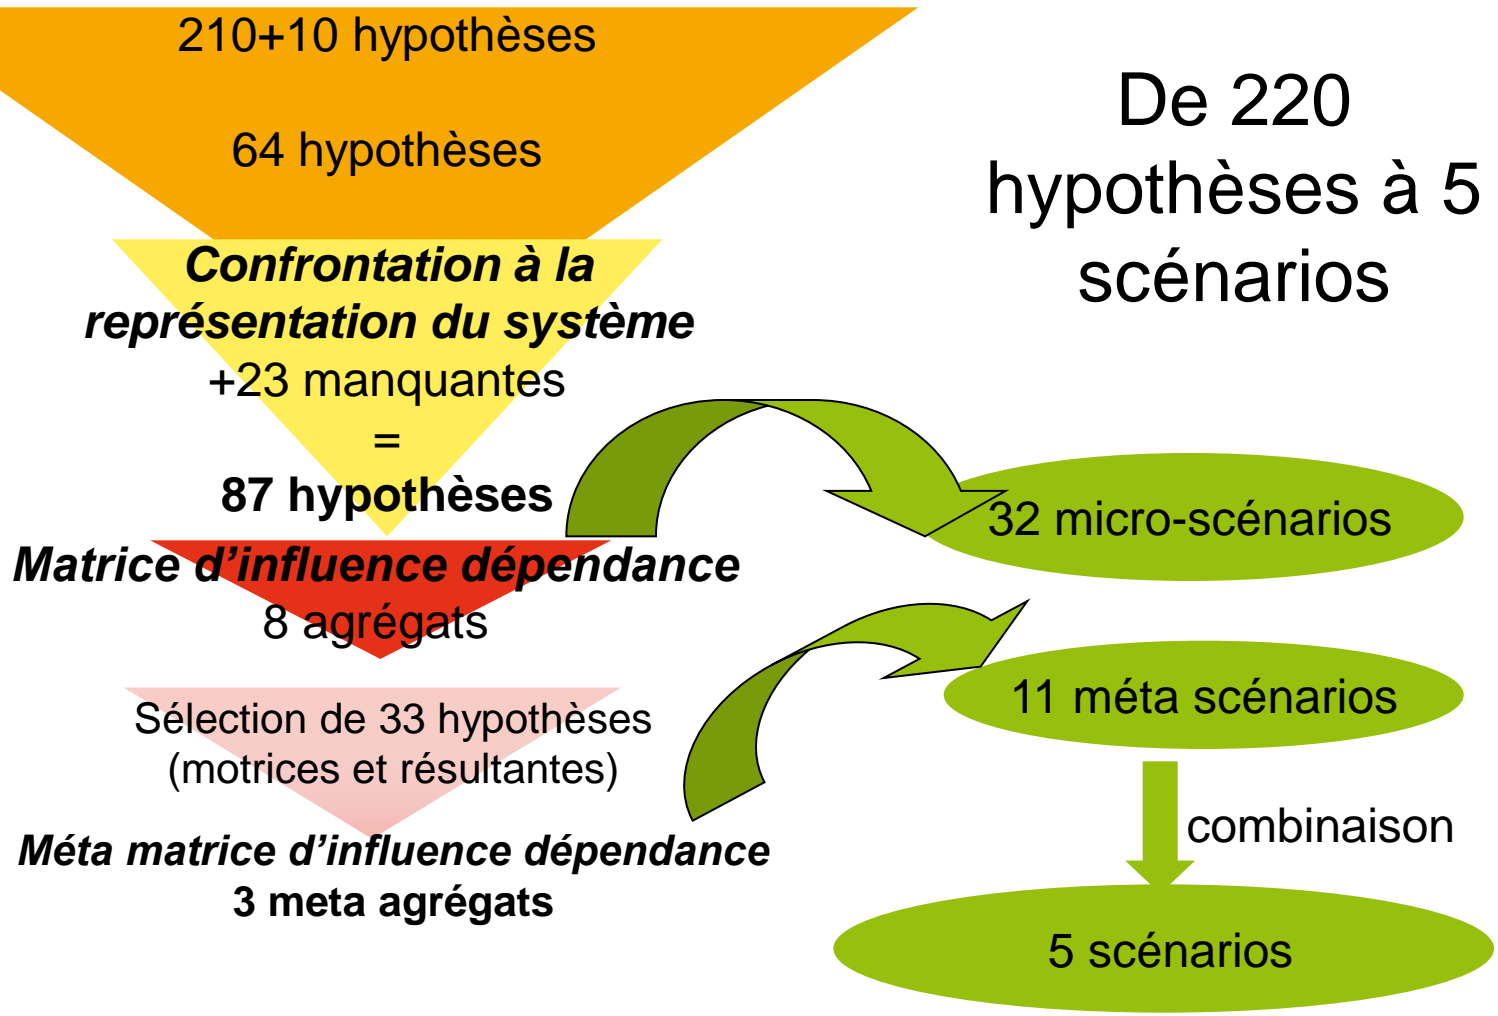 210+10 hypothèses
64 hypothèses
De 220
hypothèses à 5
scénarios
Confrontation à la
représentation du système
+23 manquantes
=
87 hypothèses
Matrice d’influence dépendance
8 agrégats
Sélection de 33 hypothèses
(motrices et résultantes)
Méta matrice d’influence dépendance
3 meta agrégats
32 micro-scénarios
11 méta scénarios
combinaison
5 scénarios